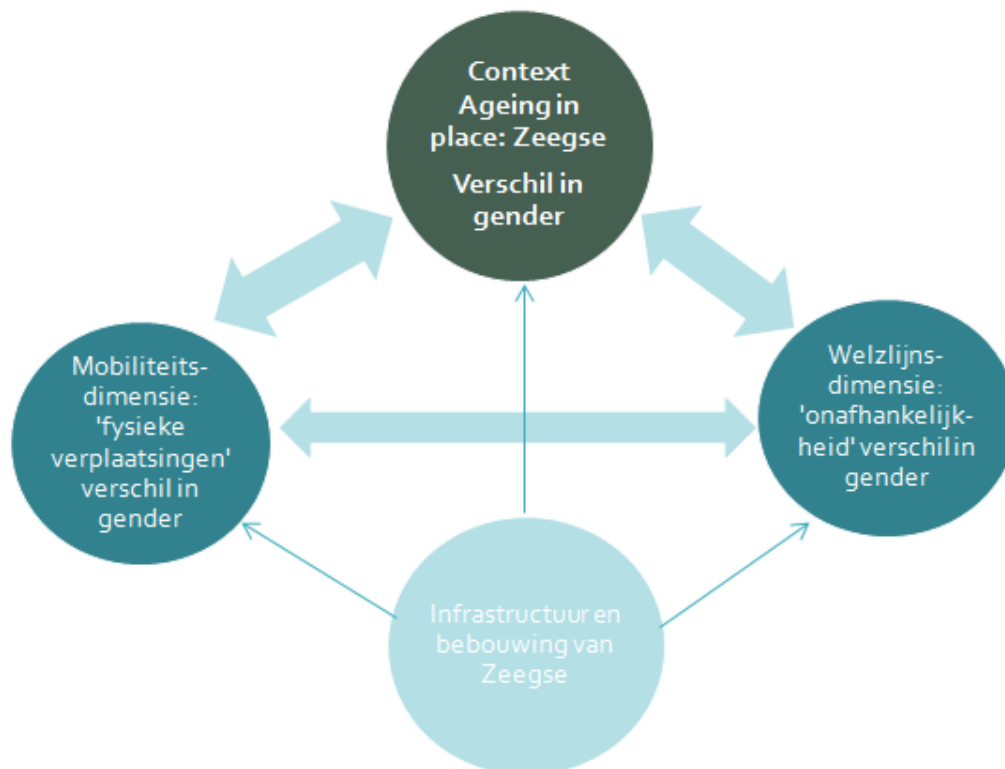 Context
Ageing in
place: Zeegse
Verschil in
gender
Mobiliteits-
dimensie:
'fysieke
verplaatsingen'
verschil in
gender
Welzlijns-
dimensie:
'onafhankelijk-
heid' verschil in
gender
Infrastructuur en
bebouwing van
Zeegse